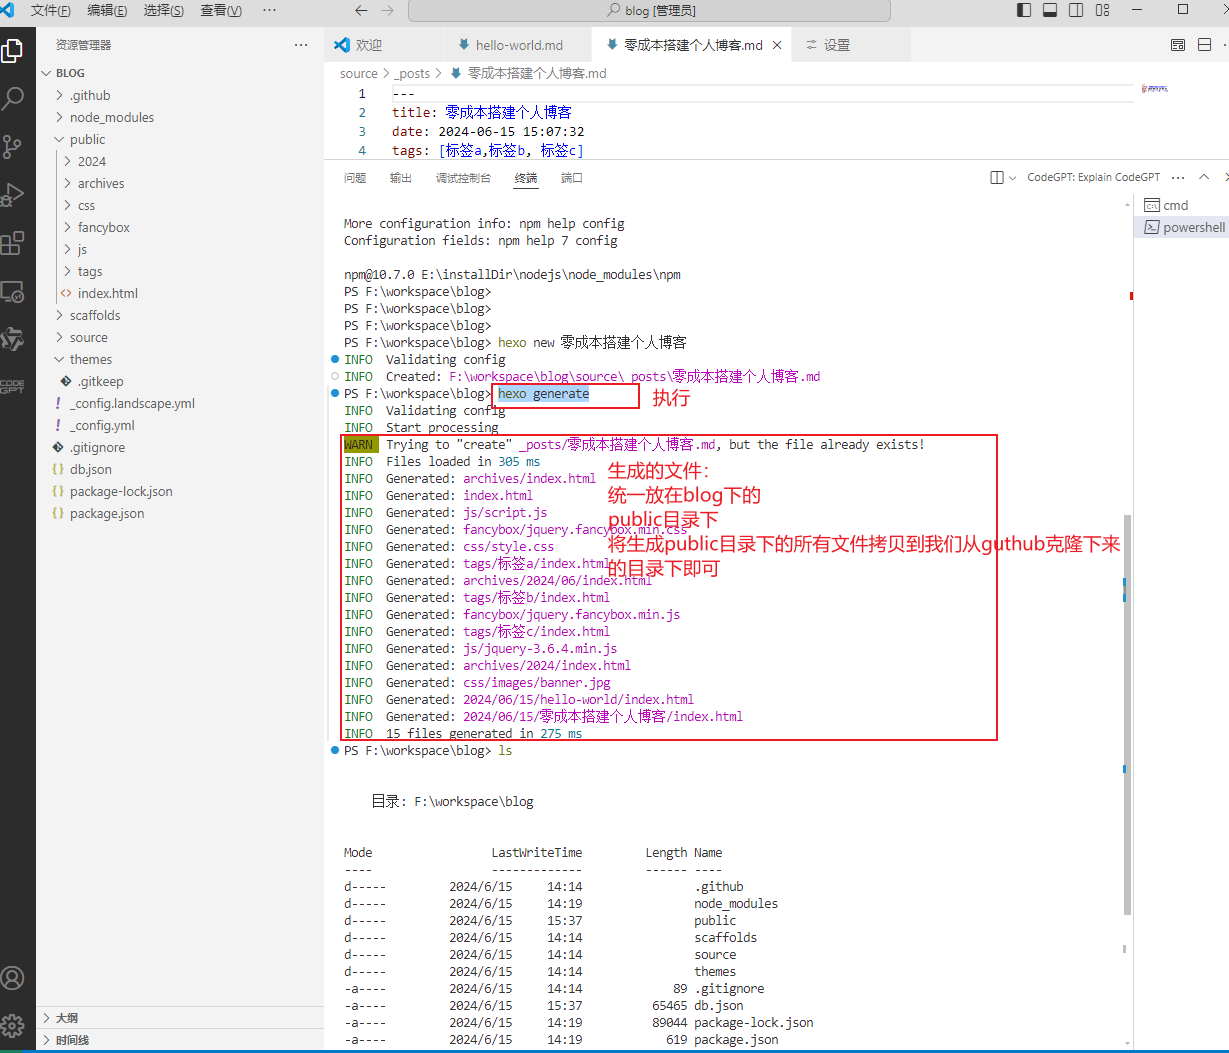 文件(F) 编辑(E) 选择(S) 查看(V) ··· blog [管理员]
资源管理器 ···
欢迎 hello-world.md 零成本搭建个人博客.md 设置
source > _posts > 零成本搭建个人博客.md
BLOG
.github
node_modules
public
2024
archives
css
fancybox
js
tags
index.html
scaffolds
source
themes
.gitkeep
_config.landscape.yml
_config.yml
.gitignore
db.json
package-lock.json
package.json
大纲
时间线
CODE
GPT
1 ---
2 title: 零成本搭建个人博客
3 date: 2024-06-15 15:07:32
4 tags: [标签a,标签b, 标签c]
问题 输出 调试控制台 终端 端口 CodeGPT: Explain CodeGPT ···
cmd
powershell
More configuration info: npm help config
Configuration fields: npm help 7 config
npm@10.7.0 E:\installDir\nodejs\node_modules\npm
PS F:\workspace\blog>
PS F:\workspace\blog>
PS F:\workspace\blog>
PS F:\workspace\blog> hexo new 零成本搭建个人博客
INFO Validating config
INFO Created: F:\workspace\blog\source\_posts\零成本搭建个人博客.md
PS F:\workspace\blog> hexo generate
执行
INFO Validating config
INFO Start processing
WARN Trying to "create" _posts/零成本搭建个人博客.md, but the file already exists!
INFO Files loaded in 305 ms
INFO Generated: archives/index.html
INFO Generated: index.html
INFO Generated: js/script.js
INFO Generated: fancybox/jquery.fancybox.min.css
INFO Generated: css/style.css
INFO Generated: tags/标签a/index.html
INFO Generated: archives/2024/06/index.html
INFO Generated: tags/标签b/index.html
INFO Generated: fancybox/jquery.fancybox.min.js
INFO Generated: tags/标签c/index.html
INFO Generated: js/jquery-3.6.4.min.js
INFO Generated: archives/2024/index.html
INFO Generated: css/images/banner.jpg
INFO Generated: 2024/06/15/hello-world/index.html
INFO Generated: 2024/06/15/零成本搭建个人博客/index.html
INFO 15 files generated in 275 ms
生成的文件：
统一放在blog下的
public目录下
将生成public目录下的所有文件拷贝到我们从guthub克隆下来
的目录下即可
PS F:\workspace\blog> ls
目录: F:\workspace\blog
Mode LastWriteTime Length Name
---- ------------- ------ ----
d----- 2024/6/15 14:14 .github
d----- 2024/6/15 14:19 node_modules
d----- 2024/6/15 15:37 public
d----- 2024/6/15 14:14 scaffolds
d----- 2024/6/15 14:14 source
d----- 2024/6/15 14:14 themes
-a---- 2024/6/15 14:14 89 .gitignore
-a---- 2024/6/15 15:37 65465 db.json
-a---- 2024/6/15 14:19 89044 package-lock.json
-a---- 2024/6/15 14:19 619 package.json